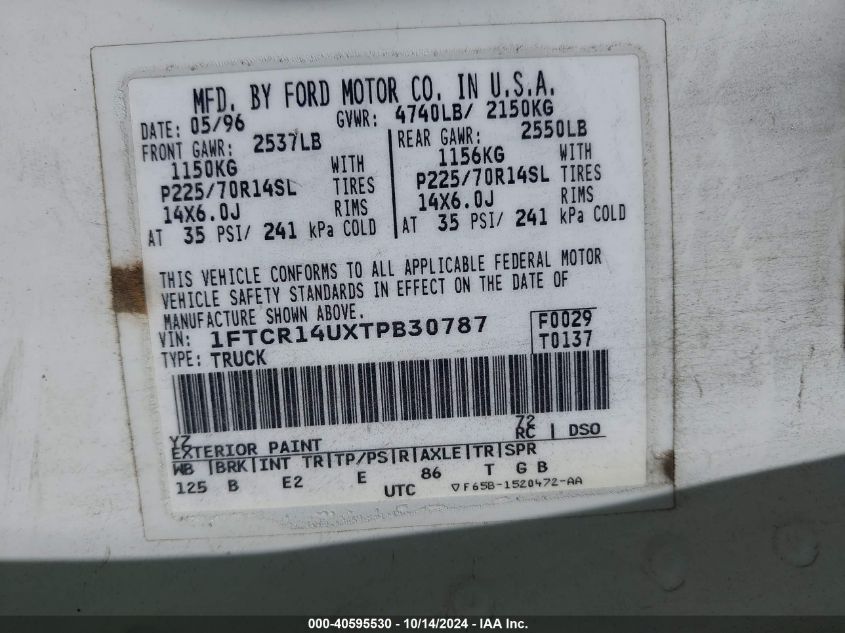 MFD. BY FORD MOTOR CO. IN U.S.A.
DATE: 05/96 GVWR: 4740LB/ 2150KG
FRONT GAWR: 2537LB REAR GAWR: 2550LB
1150KG WITH 1156KG WITH
P225/70R14SL TIRES P225/70R14SL TIRES
14X6.0J RIMS 14X6.0J RIMS
AT 35 PSI/ 241 kPa COLD AT 35 PSI/ 241 kPa COLD
THIS VEHICLE CONFORMS TO ALL APPLICABLE FEDERAL MOTOR
VEHICLE SAFETY STANDARDS IN EFFECT ON THE DATE OF
MANUFACTURE SHOWN ABOVE.
VIN: 1FTCR14UXTPB30787 F0029
TYPE: TRUCK T0137
YZ 72
EXTERIOR PAINT RC | DSO
WB |BRK|INT TR|TP/PS|R|AXLE|TR|SPR
125 B E2 E 86 T G B
UTC ▽F65B-1520472-AA
000-40595530 - 10/14/2024 - IAA Inc.